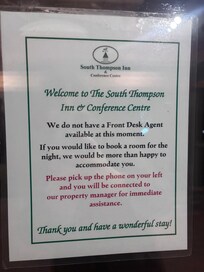 South Thompson Inn
&
Conference Centre
Welcome to The South Thompson
Inn & Conference Centre
We do not have a Front Desk Agent
available at this moment.
If you would like to book a room for the
night, we would be more than happy to
accommodate you.
Please pick up the phone on your left
and you will be connected to
our property manager for immediate
assistance.
Thank you and have a wonderful stay!